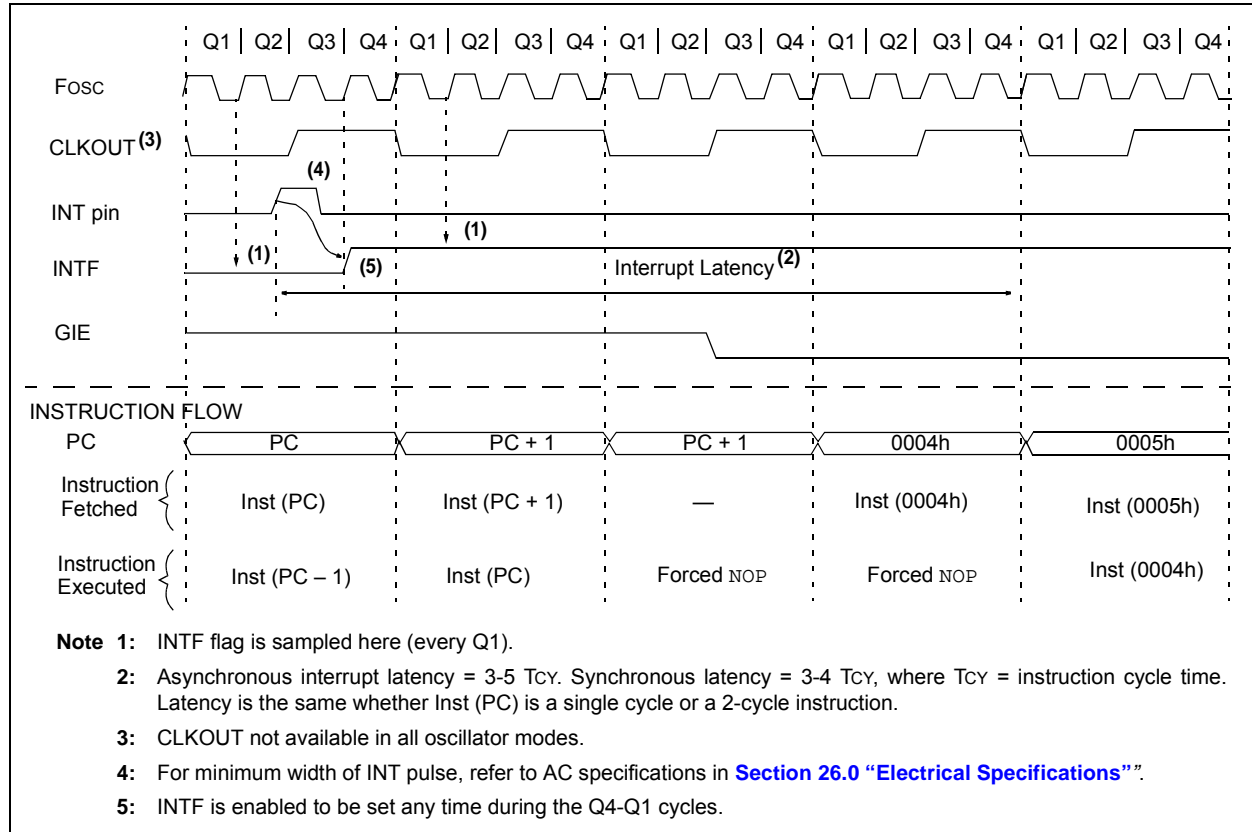 Q1 Q2 Q3 Q4 Q1 Q2 Q3 Q4 Q1 Q2 Q3 Q4 Q1 Q2 Q3 Q4 Q1 Q2 Q3 Q4
FOSC
CLKOUT(3)
(4)
INT pin
(1)
(1)
INTF
(5)
Interrupt Latency(2)
GIE
INSTRUCTION FLOW
PC PC PC + 1 PC + 1 0004h 0005h
Instruction
Fetched
Inst (PC) Inst (PC + 1) — Inst (0004h) Inst (0005h)
Instruction
Executed
Inst (PC – 1) Inst (PC) Forced NOP Forced NOP Inst (0004h)
Note 1: INTF flag is sampled here (every Q1).
2: Asynchronous interrupt latency = 3-5 TCY. Synchronous latency = 3-4 TCY, where TCY = instruction cycle time.
Latency is the same whether Inst (PC) is a single cycle or a 2-cycle instruction.
3: CLKOUT not available in all oscillator modes.
4: For minimum width of INT pulse, refer to AC specifications in Section 26.0 “Electrical Specifications””.
5: INTF is enabled to be set any time during the Q4-Q1 cycles.